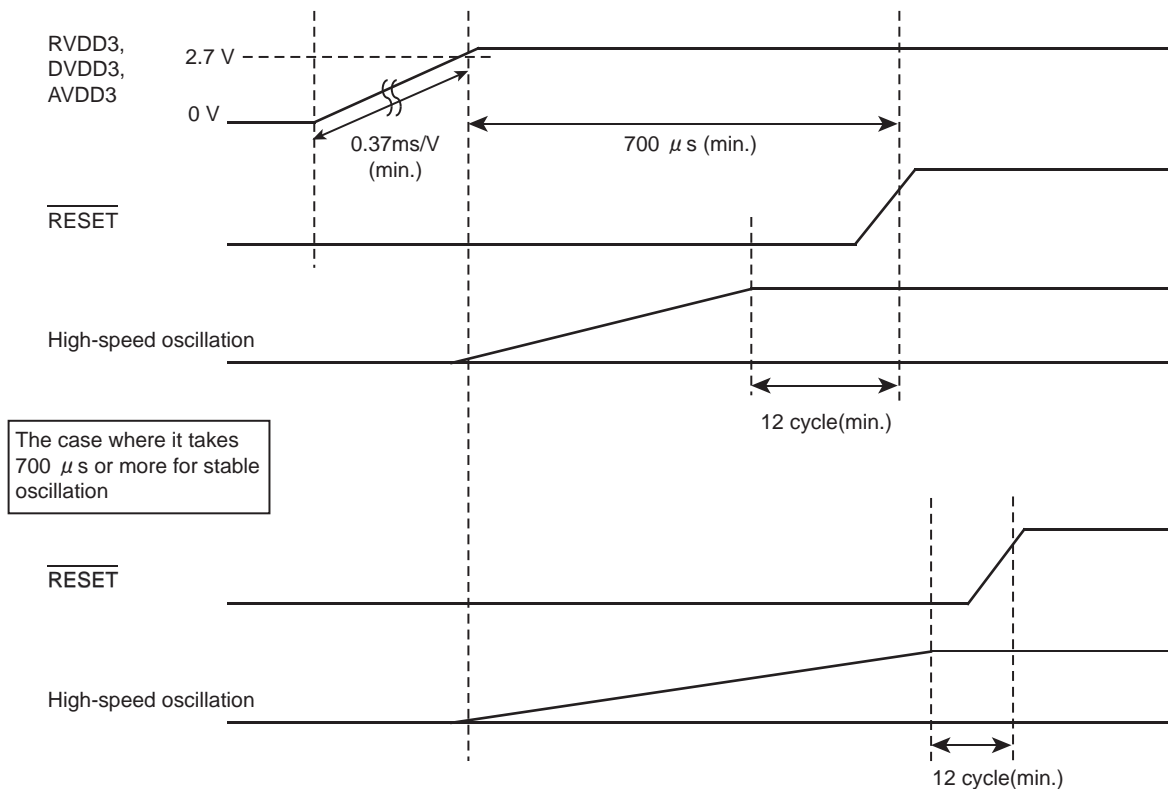 RVDD3,
DVDD3,
AVDD3
2.7 V
0 V
0.37ms/V
(min.)
700 μs (min.)
RESET
High-speed oscillation
12 cycle(min.)
The case where it takes
700 μs or more for stable
oscillation
RESET
High-speed oscillation
12 cycle(min.)